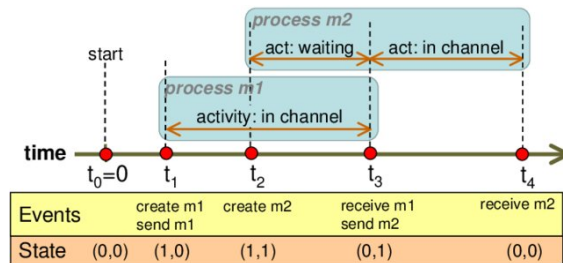 process m2
act: waiting
act: in channel
start
process m1
activity: in channel
time
t0=0
t1
t2
t3
t4
Events
create m1
send m1
create m2
receive m1
send m2
receive m2
State
(0,0)
(1,0)
(1,1)
(0,1)
(0,0)